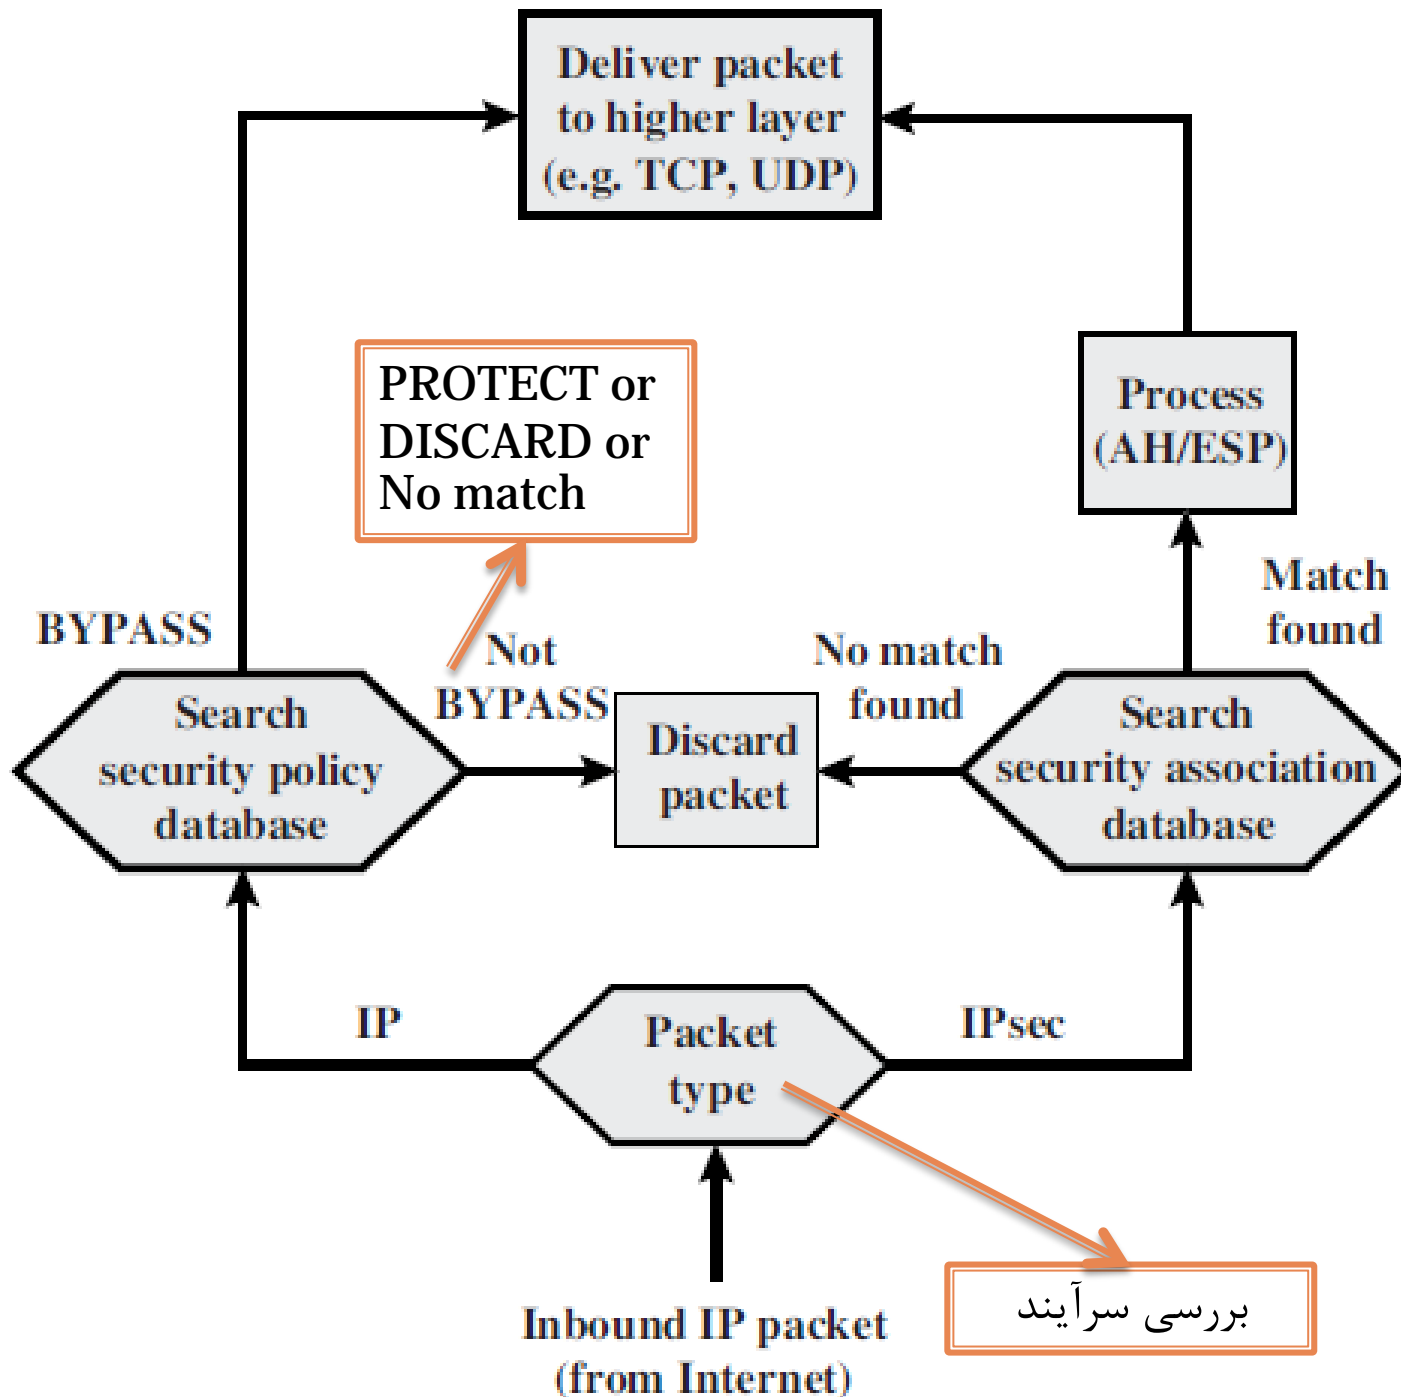 Deliver packet
to higher layer
(e.g. TCP, UDP)
PROTECT or
DISCARD or
No match
Process
(AH/ESP)
BYPASS
Not
BYPASS
No match
found
Match
found
Search
security policy
database
Discard
packet
Search
security association
database
IP
Packet
type
IPsec
بررسی سرآیند
Inbound IP packet
(from Internet)